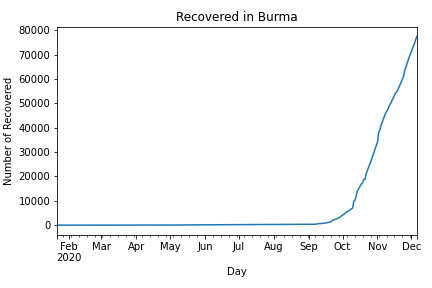 Recovered in Burma
80000
70000
60000
50000
40000
30000
20000
10000
0
Number of Recovered
Feb Mar Apr May Jun Jul Aug Sep Oct Nov Dec
2020
Day